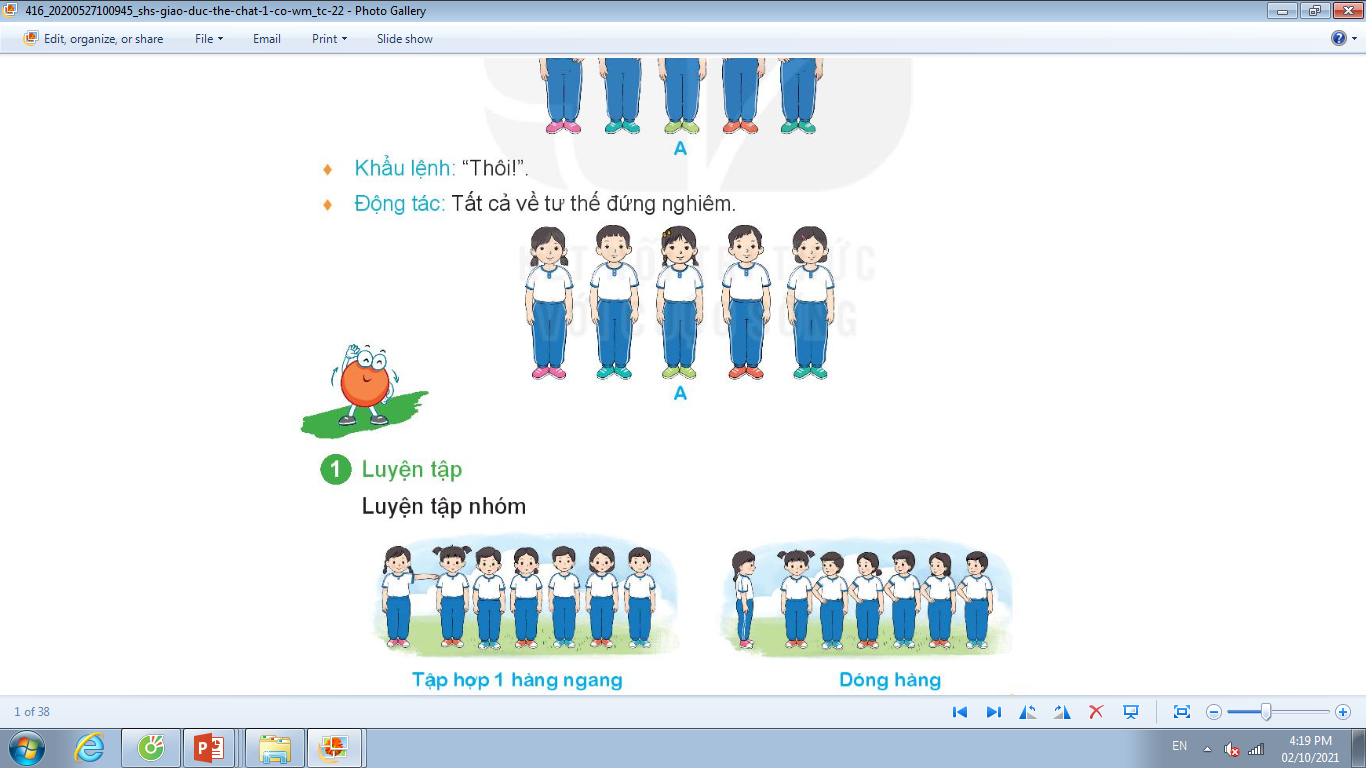 416_20200527100945_shs-giao-duc-the-chat-1-co-wm_tc-22 - Photo Gallery
Edit, organize, or share File Email Print Slide show
A
Khẩu lệnh: “Thôi!”.
Động tác: Tất cả về tư thế đứng nghiêm.
A
1 Luyện tập
Luyện tập nhóm
Tập hợp 1 hàng ngang
Dóng hàng
1 of 38
EN
4:19 PM
02/10/2021